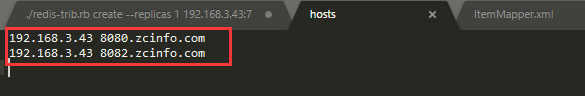 ./redis-trib.rb create --replicas 1 192.168.3.43:7
hosts
ItemMapper.xml
192.168.3.43 8080.zcinfo.com
192.168.3.43 8082.zcinfo.com